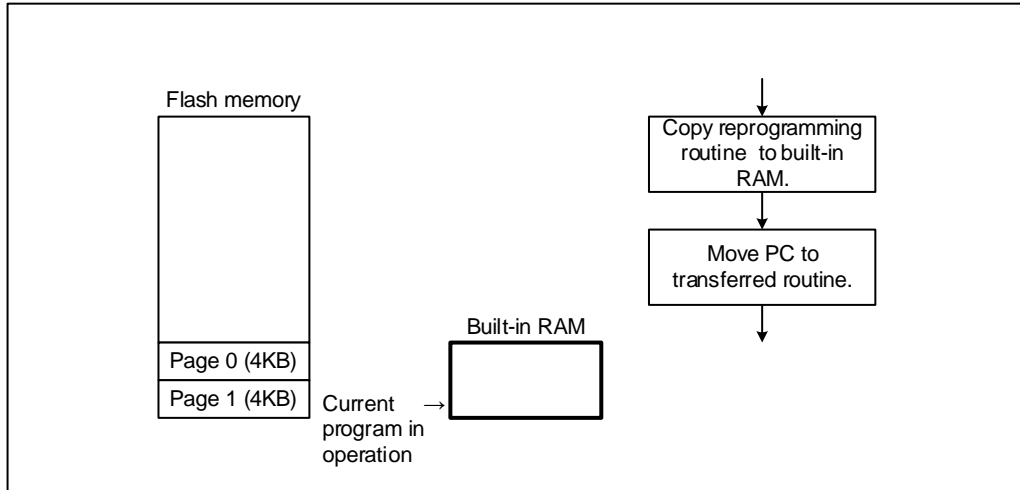 Flash memory
Page 0 (4KB)
Page 1 (4KB)
Current →
program in
operation
Built-in RAM
Copy reprogramming
routine to built-in
RAM.
Move PC to
transferred routine.